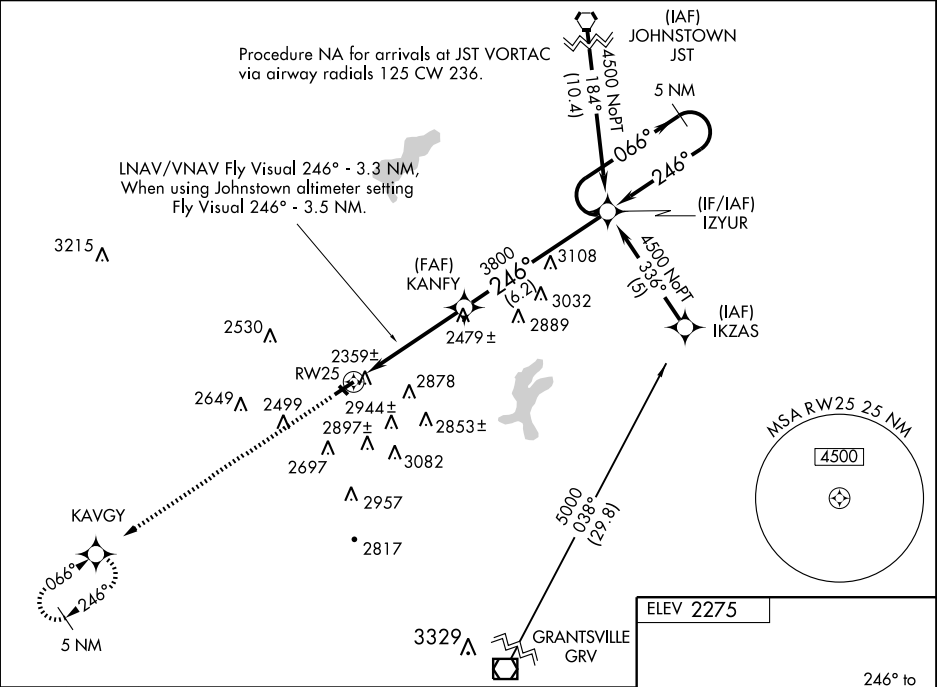 (IAF)
JOHNSTOWN
JST
Procedure NA for arrivals at JST VORTAC
via airway radials 125 CW 236.
4500 NoPT
184°
(10.4)
5 NM
066°
246°
LNAV/VNAV Fly Visual 246° - 3.3 NM,
When using Johnstown altimeter setting
Fly Visual 246° - 3.5 NM.
(IF/IAF)
IZYUR
3215
(FAF)
KANFY
3800
246°
(6.2)
3108
4500 NoPT
336°
(5)
3032
2889
(IAF)
IKZAS
2530
2479±
2359±
RW25
2878
2649
2499
2944±
2853±
2897±
2697
3082
MSA RW25 25 NM
4500
2957
KAVGY
2817
5000
038°
(29.8)
066°
246°
5 NM
ELEV 2275
3329
GRANTSVILLE
GRV
246° to